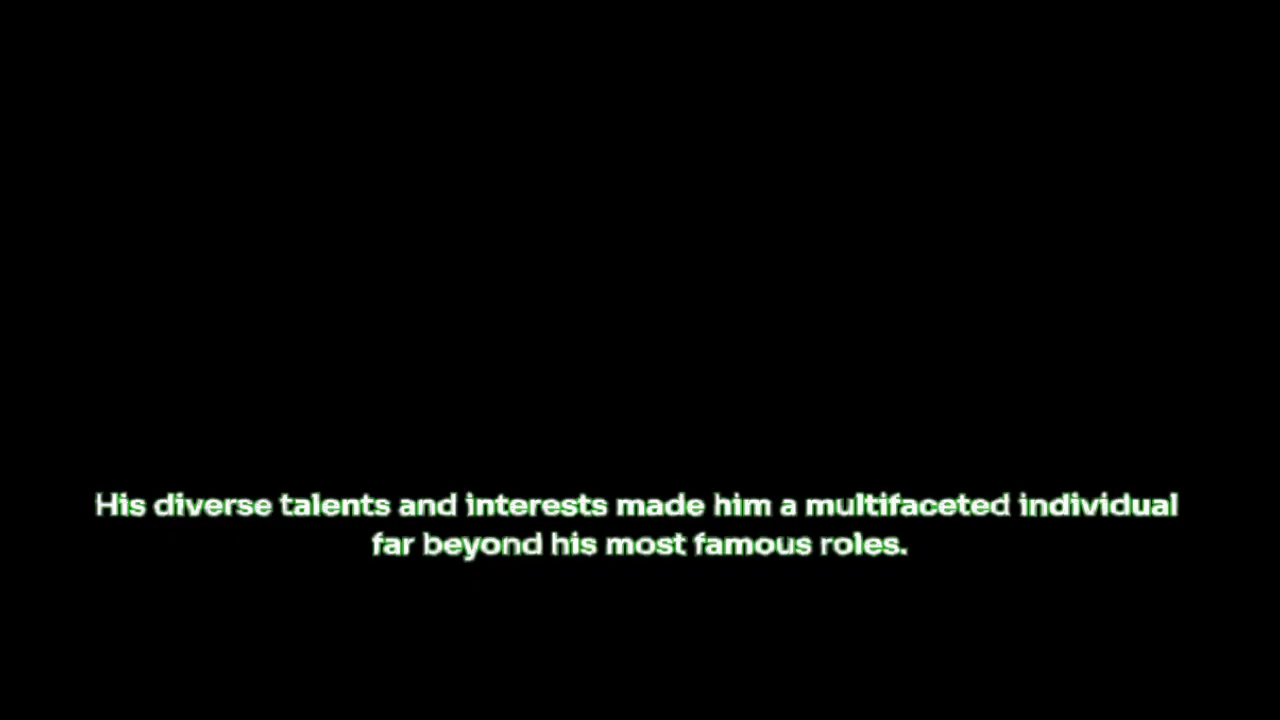 His diverse talents and interests made him a multifaceted individual
far beyond his most famous roles.